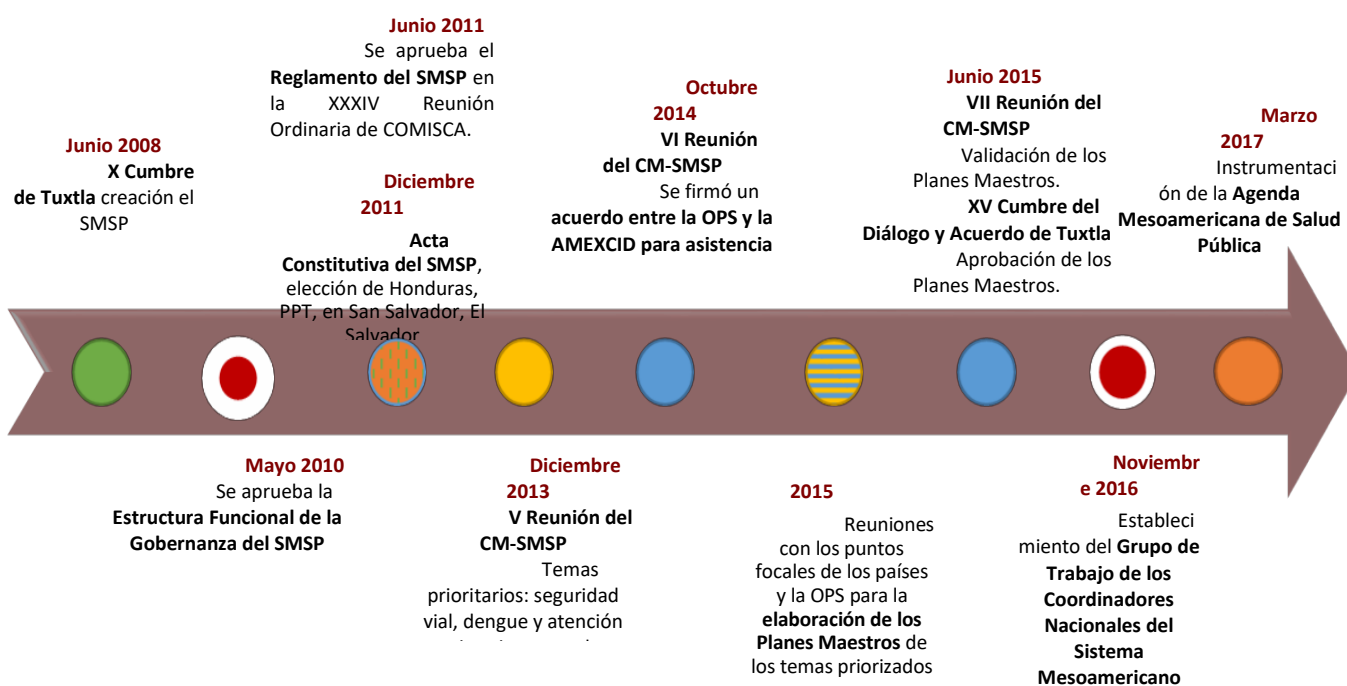 Junio 2008
X Cumbre
de Tuxtla creación el
SMSP
Mayo 2010
Se aprueba la
Estructura Funcional de la
Gobernanza del SMSP
Junio 2011
Se aprueba el
Reglamento del SMSP en
la XXXIV Reunión
Ordinaria de COMISCA.
Diciembre
2011
Acta
Constitutiva del SMSP,
elección de Honduras,
PPT, en San Salvador, El
Salvador
Diciembre
2013
V Reunión del
CM-SMSP
Temas
prioritarios: seguridad
vial, dengue y atención
Octubre
2014
VI Reunión
del CM-SMSP
Se firmó un
acuerdo entre la OPS y la
AMEXCID para asistencia
2015
Reuniones
con los puntos
focales de los países
y la OPS para la
elaboración de los
Planes Maestros de
los temas priorizados
Junio 2015
VII Reunión del
CM-SMSP
Validación de los
Planes Maestros.
XV Cumbre del
Diálogo y Acuerdo de Tuxtla
Aprobación de los
Planes Maestros.
Noviembr
e 2016
Estableci
miento del Grupo de
Trabajo de los
Coordinadores
Nacionales del
Sistema
Mesoamericano
Marzo
2017
Instrumentaci
ón de la Agenda
Mesoamericana de Salud
Pública